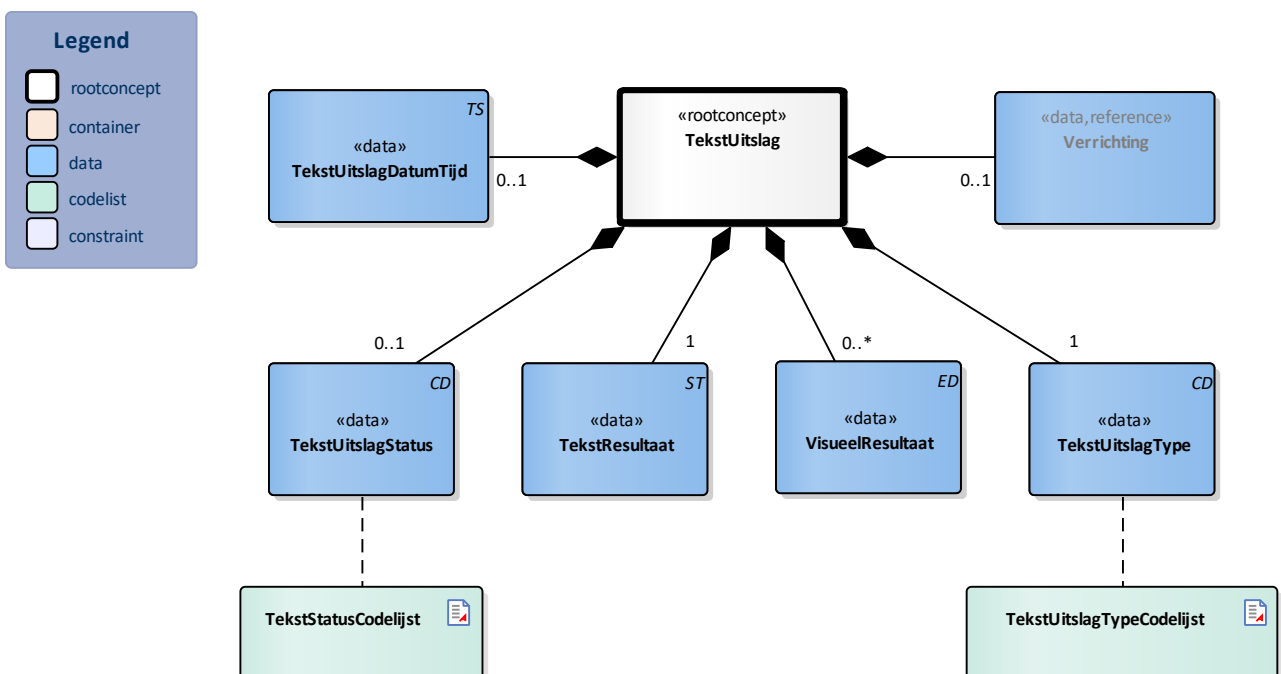 Legend
rootconcept
container
data
codelist
constraint
TS
«data»
TekstUitslagDatumTijd
0..1
«rootconcept»
TekstUitslag
«data,reference»
Verrichting
0..1
0..1
1
0..*
1
CD
«data»
TekstUitslagStatus
ST
«data»
TekstResultaat
ED
«data»
VisueelResultaat
CD
«data»
TekstUitslagType
TekstStatusCodelijst
TekstUitslagTypeCodelijst